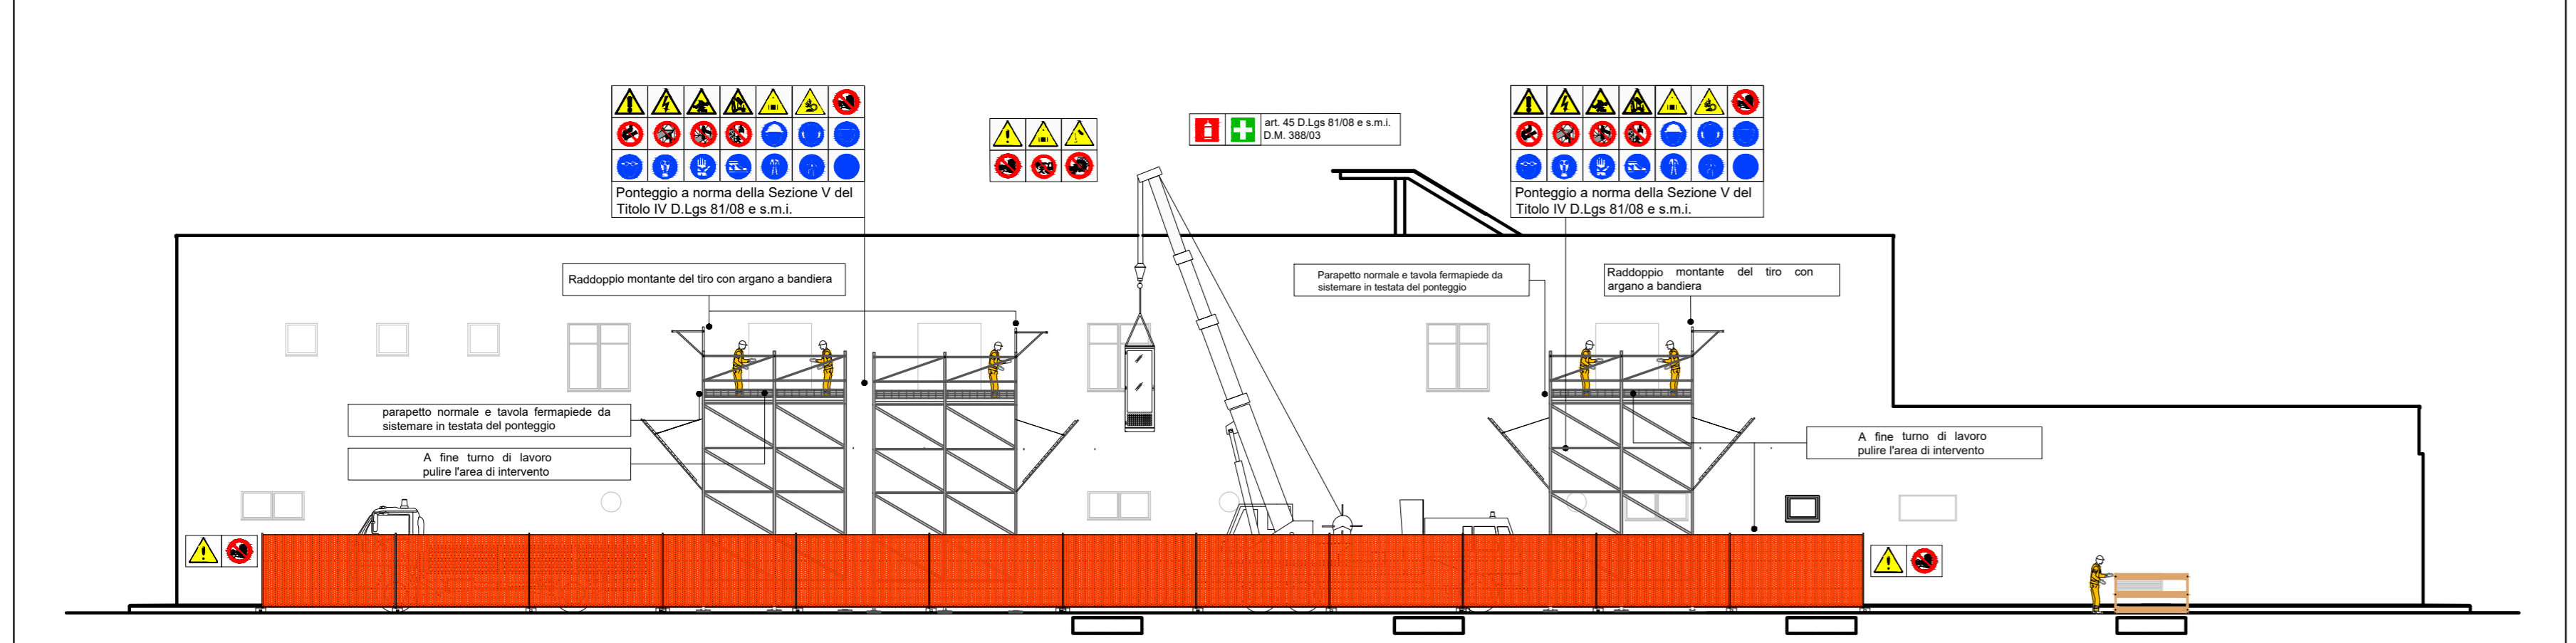 art. 45 D.Lgs 81/08 e s.m.i.
D.M. 388/03
Ponteggio a norma della Sezione V del
Titolo IV D.Lgs 81/08 e s.m.i.
Ponteggio a norma della Sezione V del
Titolo IV D.Lgs 81/08 e s.m.i.
Raddoppio montante del tiro con argano a bandiera
Parapetto normale e tavola fermapiede da
sistemare in testata del ponteggio
Raddoppio montante del tiro con
argano a bandiera
parapetto normale e tavola fermapiede da
sistemare in testata del ponteggio
A fine turno di lavoro
pulire l'area di intervento
A fine turno di lavoro
pulire l'area di intervento